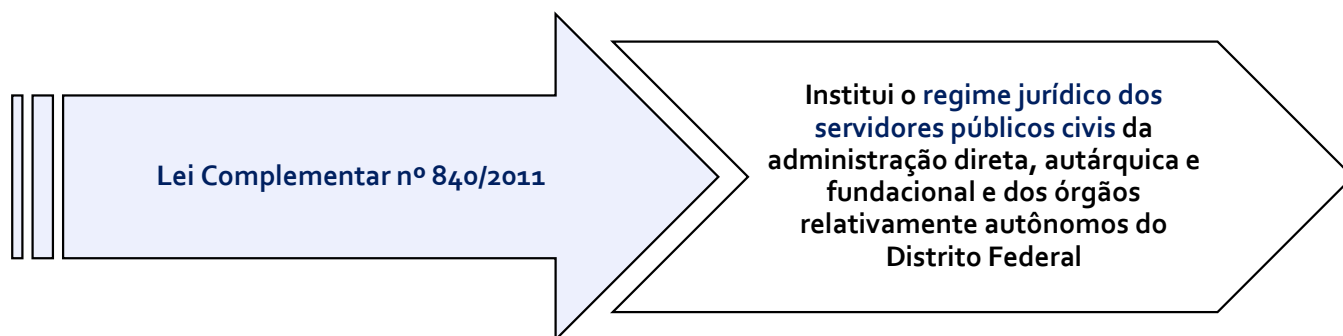 Lei Complementar nº 840/2011
Institui o regime jurídico dos
servidores públicos civis da
administração direta, autárquica e
fundacional e dos órgãos
relativamente autônomos do
Distrito Federal